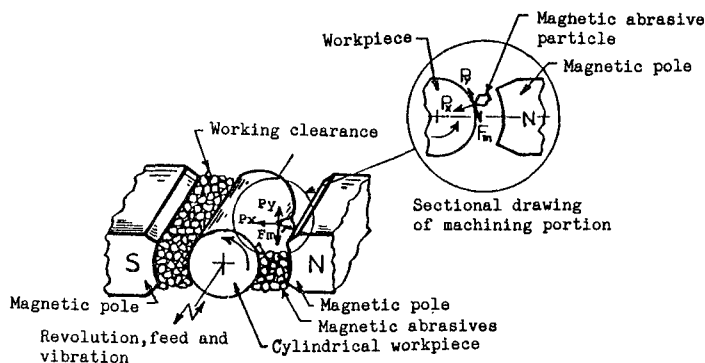 Magnetic abrasive
particle
Workpiece
Magnetic pole
Py
Px
N
Fm
Working clearance
Sectional drawing
of machining portion
Py
Px
Fm
S
N
Magnetic pole
Magnetic pole
Magnetic abrasives
Revolution, feed and
vibration
Cylindrical workpiece